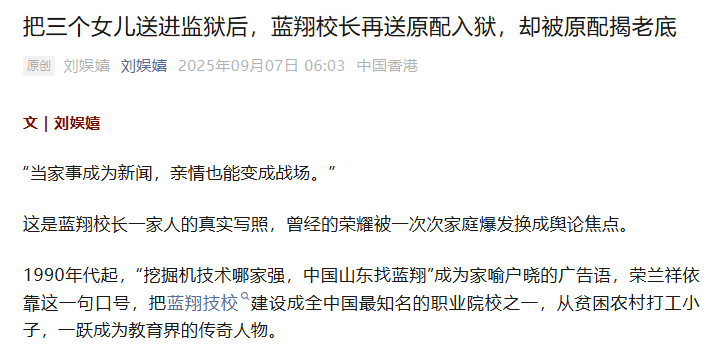 把三个女儿送进监狱后，蓝翔校长再送原配入狱，却被原配揭老底
原创 刘娱嬉 刘娱嬉 2025年09月07日 06:03 中国香港
文 | 刘娱嬉
“当家事成为新闻，亲情也能变成战场。”
这是蓝翔校长一家人的真实写照，曾经的荣耀被一次次家庭爆发换成舆论焦点。
1990年代起，“挖掘机技术哪家强，中国山东找蓝翔”成为家喻户晓的广告语，荣兰祥依
靠这一句口号，把蓝翔技校建设成全中国最知名的职业院校之一，从贫困农村打工小
子，一跃成为教育界的传奇人物。